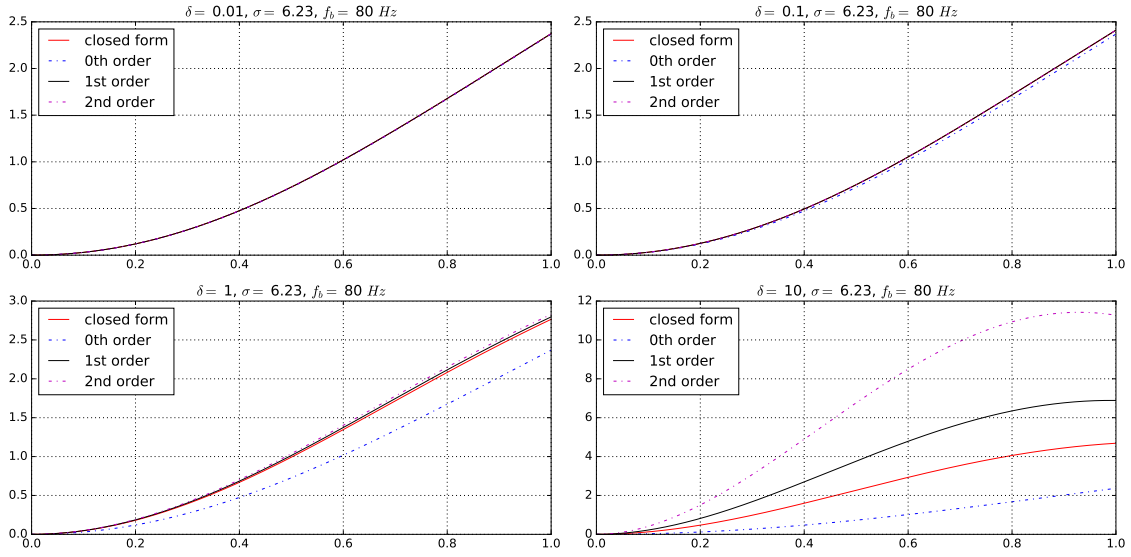 δ = 0.01, σ = 6.23, f_b = 80 Hz
2.5
2.0
1.5
1.0
0.5
0.0
closed form
0th order
1st order
2nd order
0.0 0.2 0.4 0.6 0.8 1.0
δ = 0.1, σ = 6.23, f_b = 80 Hz
2.5
2.0
1.5
1.0
0.5
0.0
closed form
0th order
1st order
2nd order
0.0 0.2 0.4 0.6 0.8 1.0
δ = 1, σ = 6.23, f_b = 80 Hz
3.0
2.5
2.0
1.5
1.0
0.5
0.0
closed form
0th order
1st order
2nd order
0.0 0.2 0.4 0.6 0.8 1.0
δ = 10, σ = 6.23, f_b = 80 Hz
12
10
8
6
4
2
0
closed form
0th order
1st order
2nd order
0.0 0.2 0.4 0.6 0.8 1.0